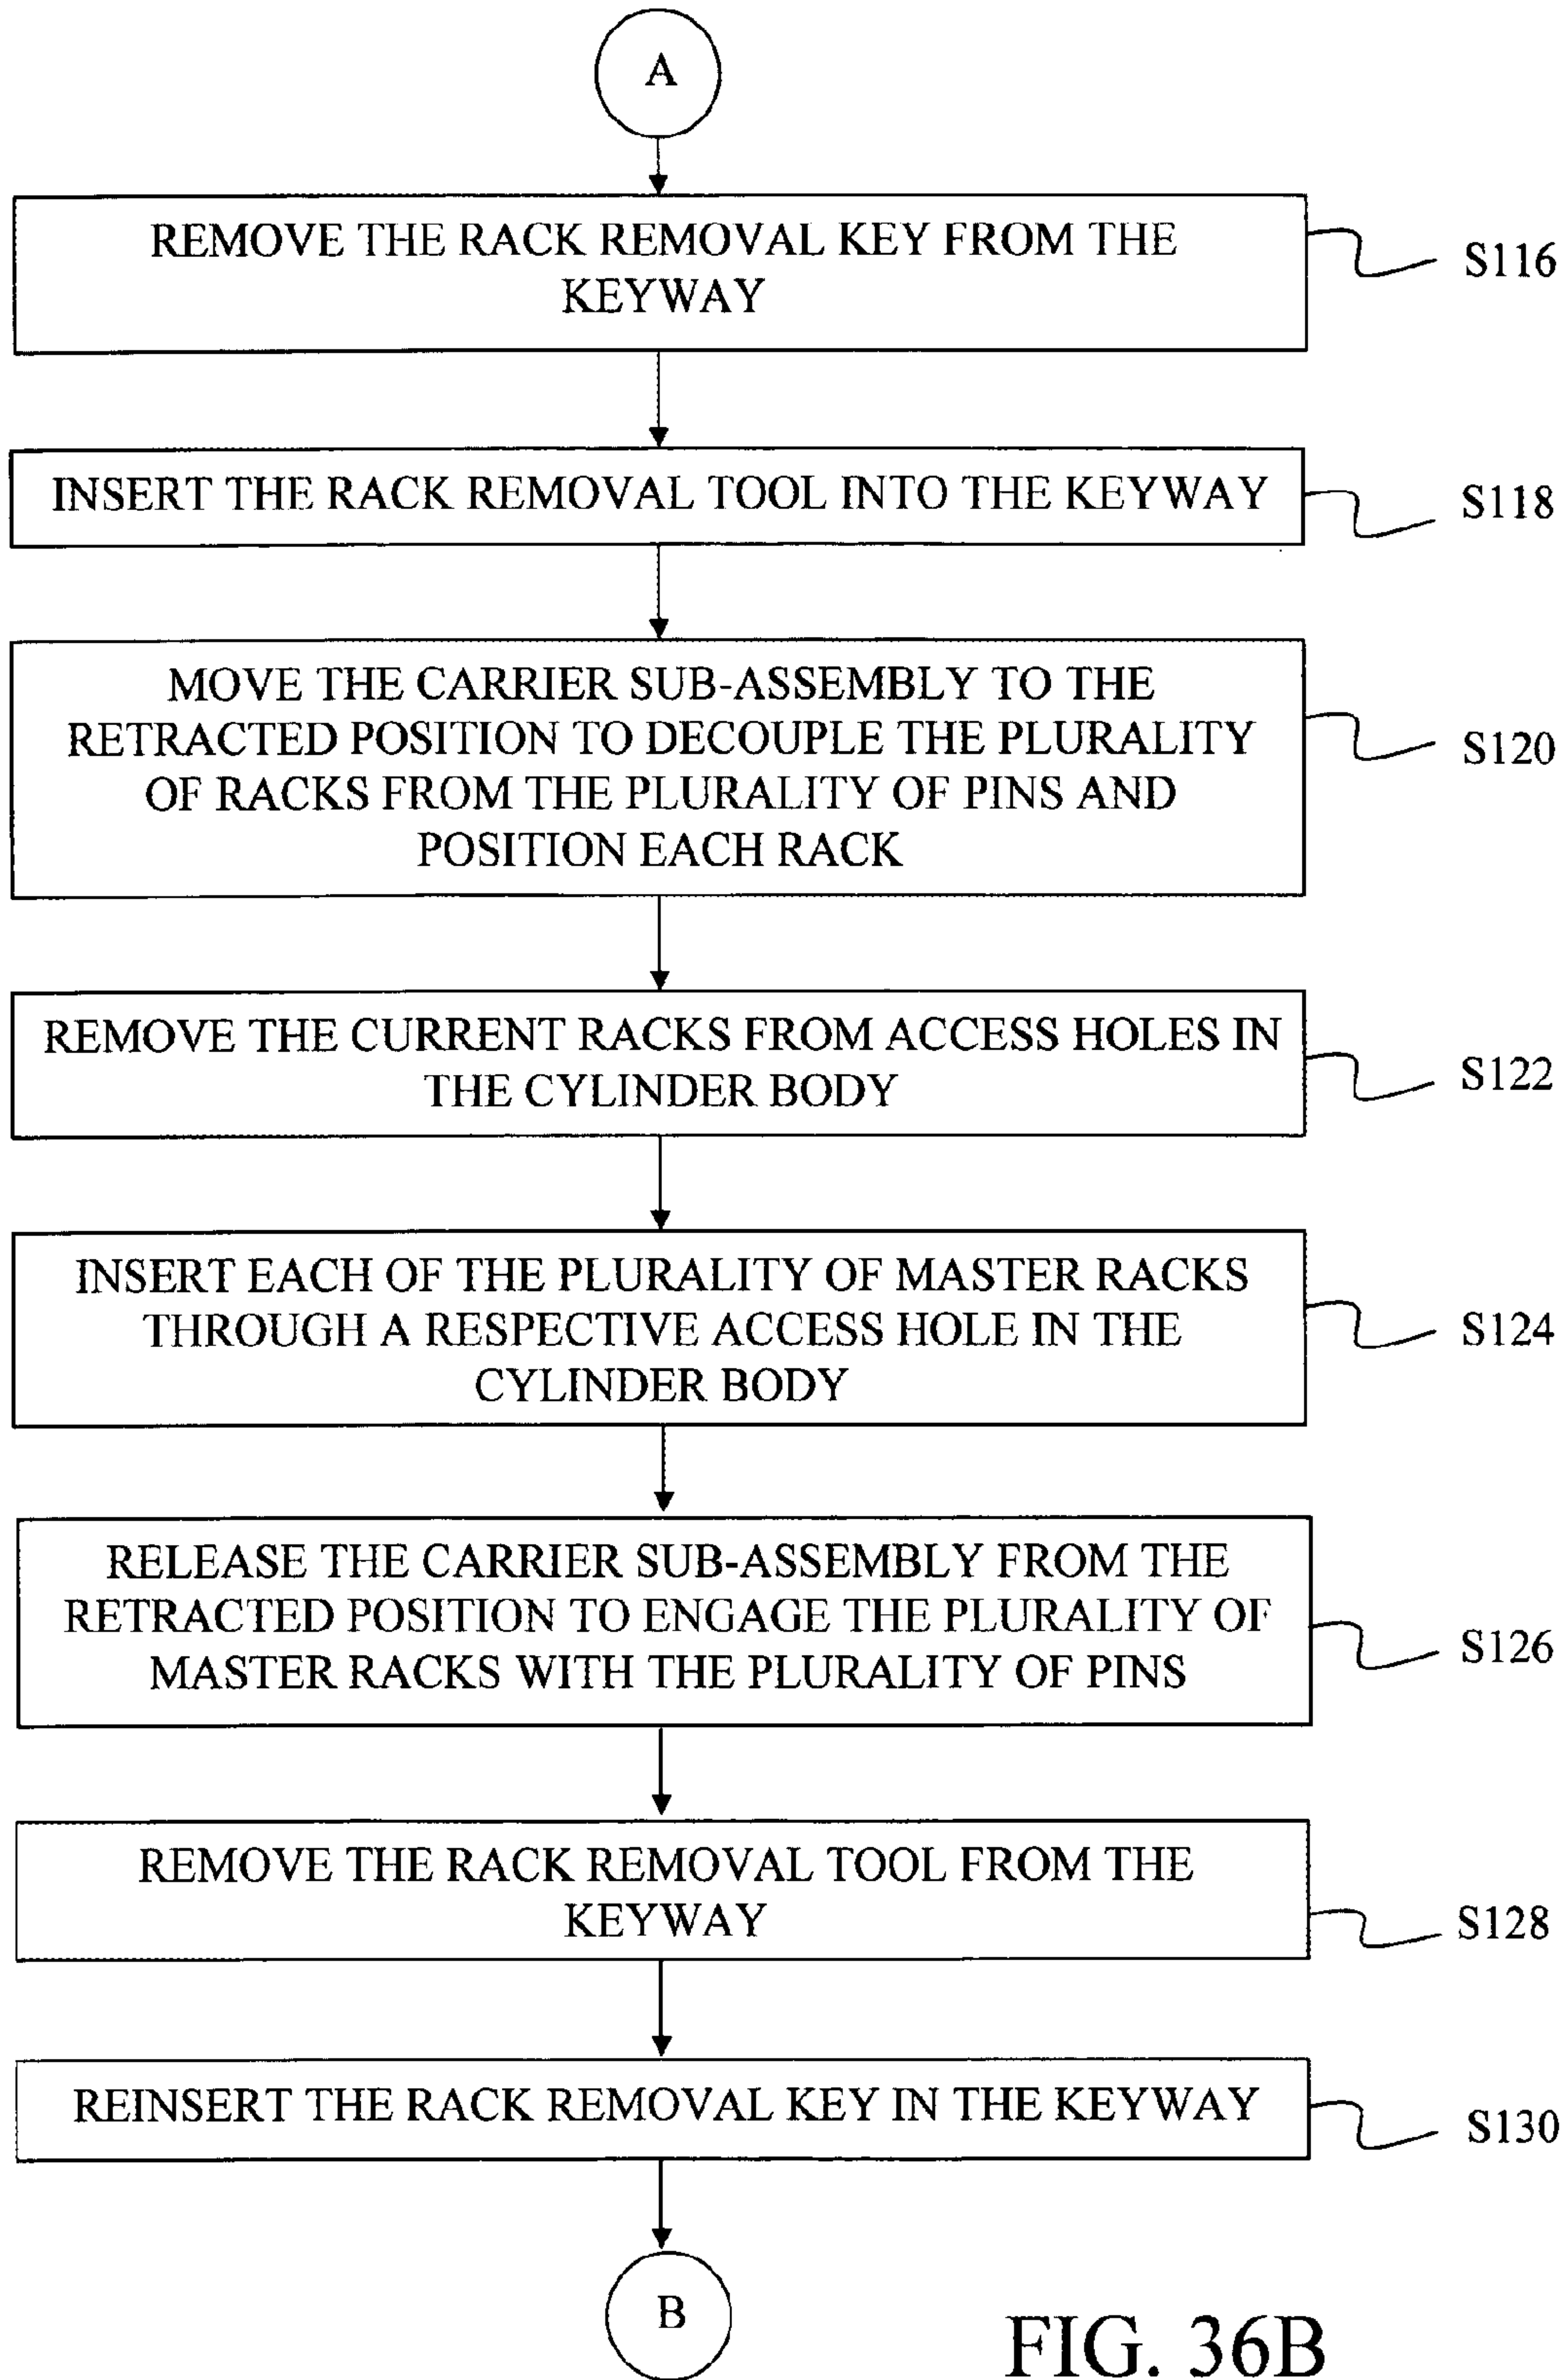 A
REMOVE THE RACK REMOVAL KEY FROM THE
KEYWAY
S116
INSERT THE RACK REMOVAL TOOL INTO THE KEYWAY
S118
MOVE THE CARRIER SUB-ASSEMBLY TO THE
RETRACTED POSITION TO DECOUPLE THE PLURALITY
OF RACKS FROM THE PLURALITY OF PINS AND
POSITION EACH RACK
S120
REMOVE THE CURRENT RACKS FROM ACCESS HOLES IN
THE CYLINDER BODY
S122
INSERT EACH OF THE PLURALITY OF MASTER RACKS
THROUGH A RESPECTIVE ACCESS HOLE IN THE
CYLINDER BODY
S124
RELEASE THE CARRIER SUB-ASSEMBLY FROM THE
RETRACTED POSITION TO ENGAGE THE PLURALITY OF
MASTER RACKS WITH THE PLURALITY OF PINS
S126
REMOVE THE RACK REMOVAL TOOL FROM THE
KEYWAY
S128
REINSERT THE RACK REMOVAL KEY IN THE KEYWAY
S130
B
FIG. 36B